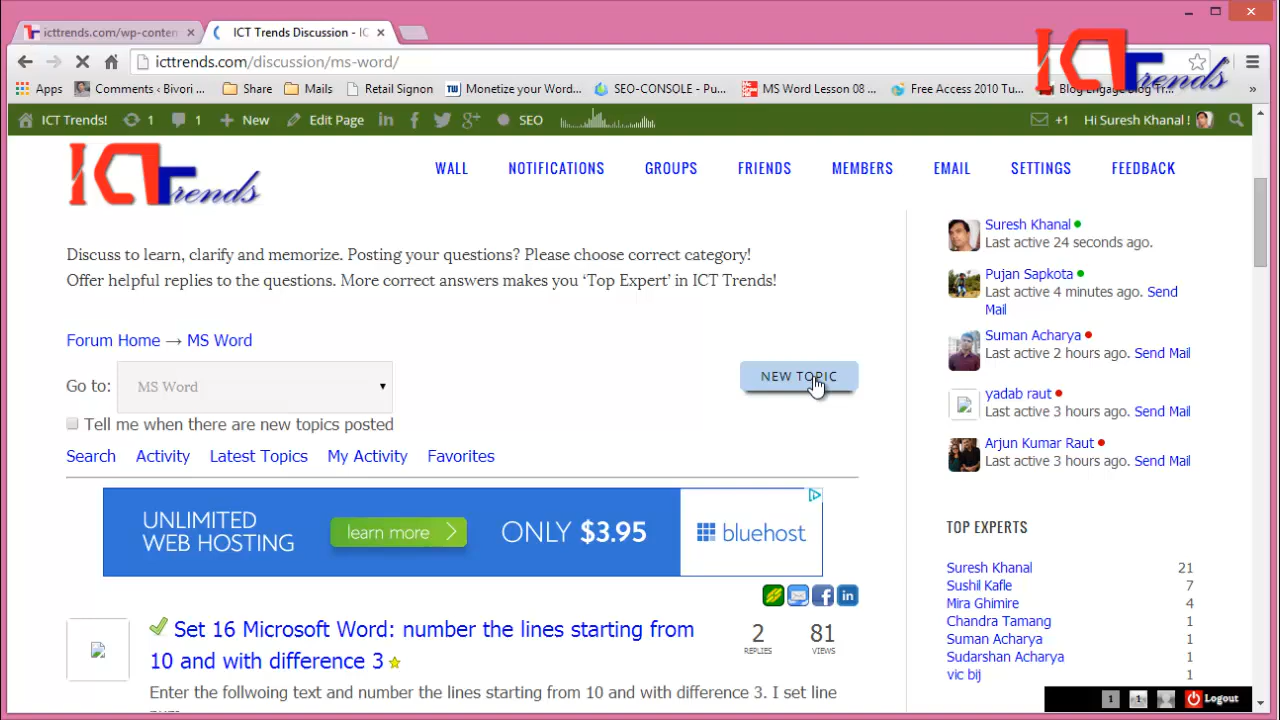 icttrends.com/wp-conten
ICT Trends Discussion - IC
icttrends.com/discussion/ms-word/
ICT Trends
Apps
Comments ‹ Bivori ...
Share
Mails
Retail Signon
Monetize your Word...
SEO-CONSOLE - Pu...
MS Word Lesson 08 ...
Free Access 2010 Tu...
Blog Engage Blog Tr...
»
ICT Trends!
1
1
New
Edit Page
SEO
+1
Hi Suresh Khanal !
ICT Trends
WALL
NOTIFICATIONS
GROUPS
FRIENDS
MEMBERS
EMAIL
SETTINGS
FEEDBACK
Discuss to learn, clarify and memorize. Posting your questions? Please choose correct category!
Offer helpful replies to the questions. More correct answers makes you ‘Top Expert’ in ICT Trends!
Forum Home → MS Word
Go to:
MS Word
NEW TOPIC
Tell me when there are new topics posted
Search
Activity
Latest Topics
My Activity
Favorites
UNLIMITED
WEB HOSTING
learn more
ONLY $3.95
bluehost
Set 16 Microsoft Word: number the lines starting from
10 and with difference 3
2
REPLIES
81
VIEWS
Enter the follwoing text and number the lines starting from 10 and with difference 3. I set line
Suresh Khanal
Last active 24 seconds ago.
Pujan Sapkota
Last active 4 minutes ago. Send
Mail
Suman Acharya
Last active 2 hours ago. Send Mail
yadab raut
Last active 3 hours ago. Send Mail
Arjun Kumar Raut
Last active 3 hours ago. Send Mail
TOP EXPERTS
Suresh Khanal 21
Sushil Kafle 7
Mira Ghimire 4
Chandra Tamang 1
Suman Acharya 1
Sudarshan Acharya 1
vic bij 1
1
1
Logout